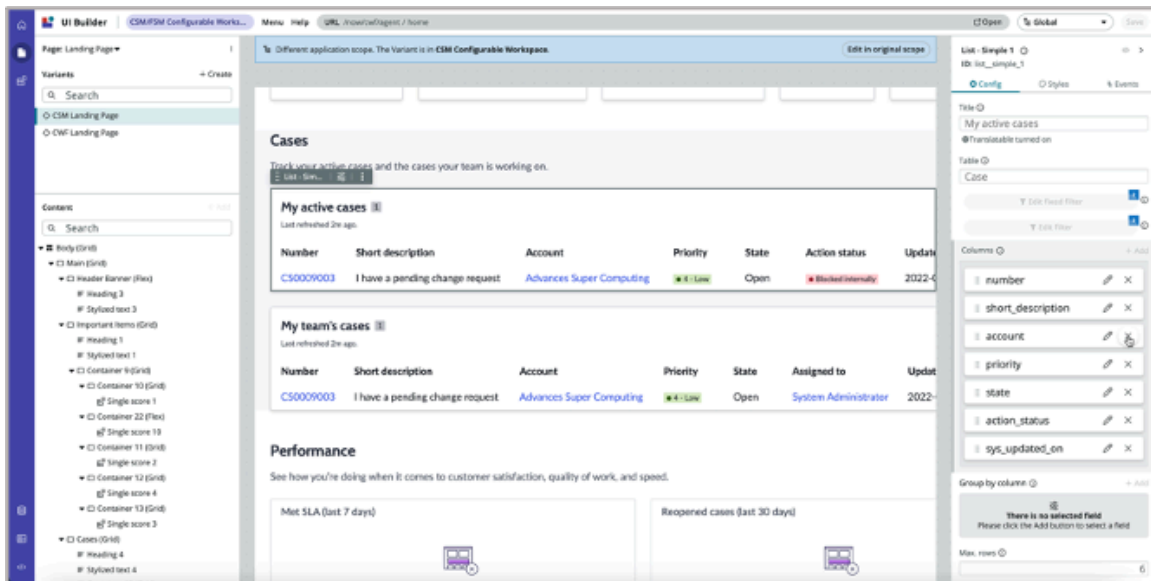 UI Builder
CSM/FSM Configurable Works...
Menu Help
URL /now/cwf/agent / home
Open
Global
Save
Page: Landing Page
Variants
+ Create
Search
CSM Landing Page
CWF Landing Page
Content
+ Add
Search
Body (Grid)
Main (Grid)
Header Banner (Flex)
Heading 3
Stylized text 3
Important Items (Grid)
Heading 1
Stylized text 1
Container 9 (Grid)
Container 10 (Grid)
Single score 1
Container 22 (Flex)
Single score 10
Container 11 (Grid)
Single score 2
Container 12 (Grid)
Single score 4
Container 13 (Grid)
Single score 3
Cases (Grid)
Heading 4
Stylized text 4
Different application scope. The Variant is in CSM Configurable Workspace.
Edit in original scope
Cases
Track your active cases and the cases your team is working on.
List - Sim...
My active cases 1
Last refreshed 2m ago.
Number Short description Account Priority State Action status Update
CS0009003 I have a pending change request Advances Super Computing 4 - Low Open Blocked Internally 2022-0
My team's cases 1
Last refreshed 2m ago.
Number Short description Account Priority State Assigned to Updat
CS0009003 I have a pending change request Advances Super Computing 4 - Low Open System Administrator 2022-
Performance
See how you're doing when it comes to customer satisfaction, quality of work, and speed.
Met SLA (last 7 days)
Reopened cases (last 30 days)
List - Simple 1
ID: list_simple_1
Config
Styles
Events
Title
My active cases
Translatable turned on
Table
Case
Edit fixed filter
Edit filter
Columns
+ Add
number
short_description
account
priority
state
action_status
sys_updated_on
Group by column
+ Add
There is no selected field
Please click the Add button to select a field
Max. rows
6